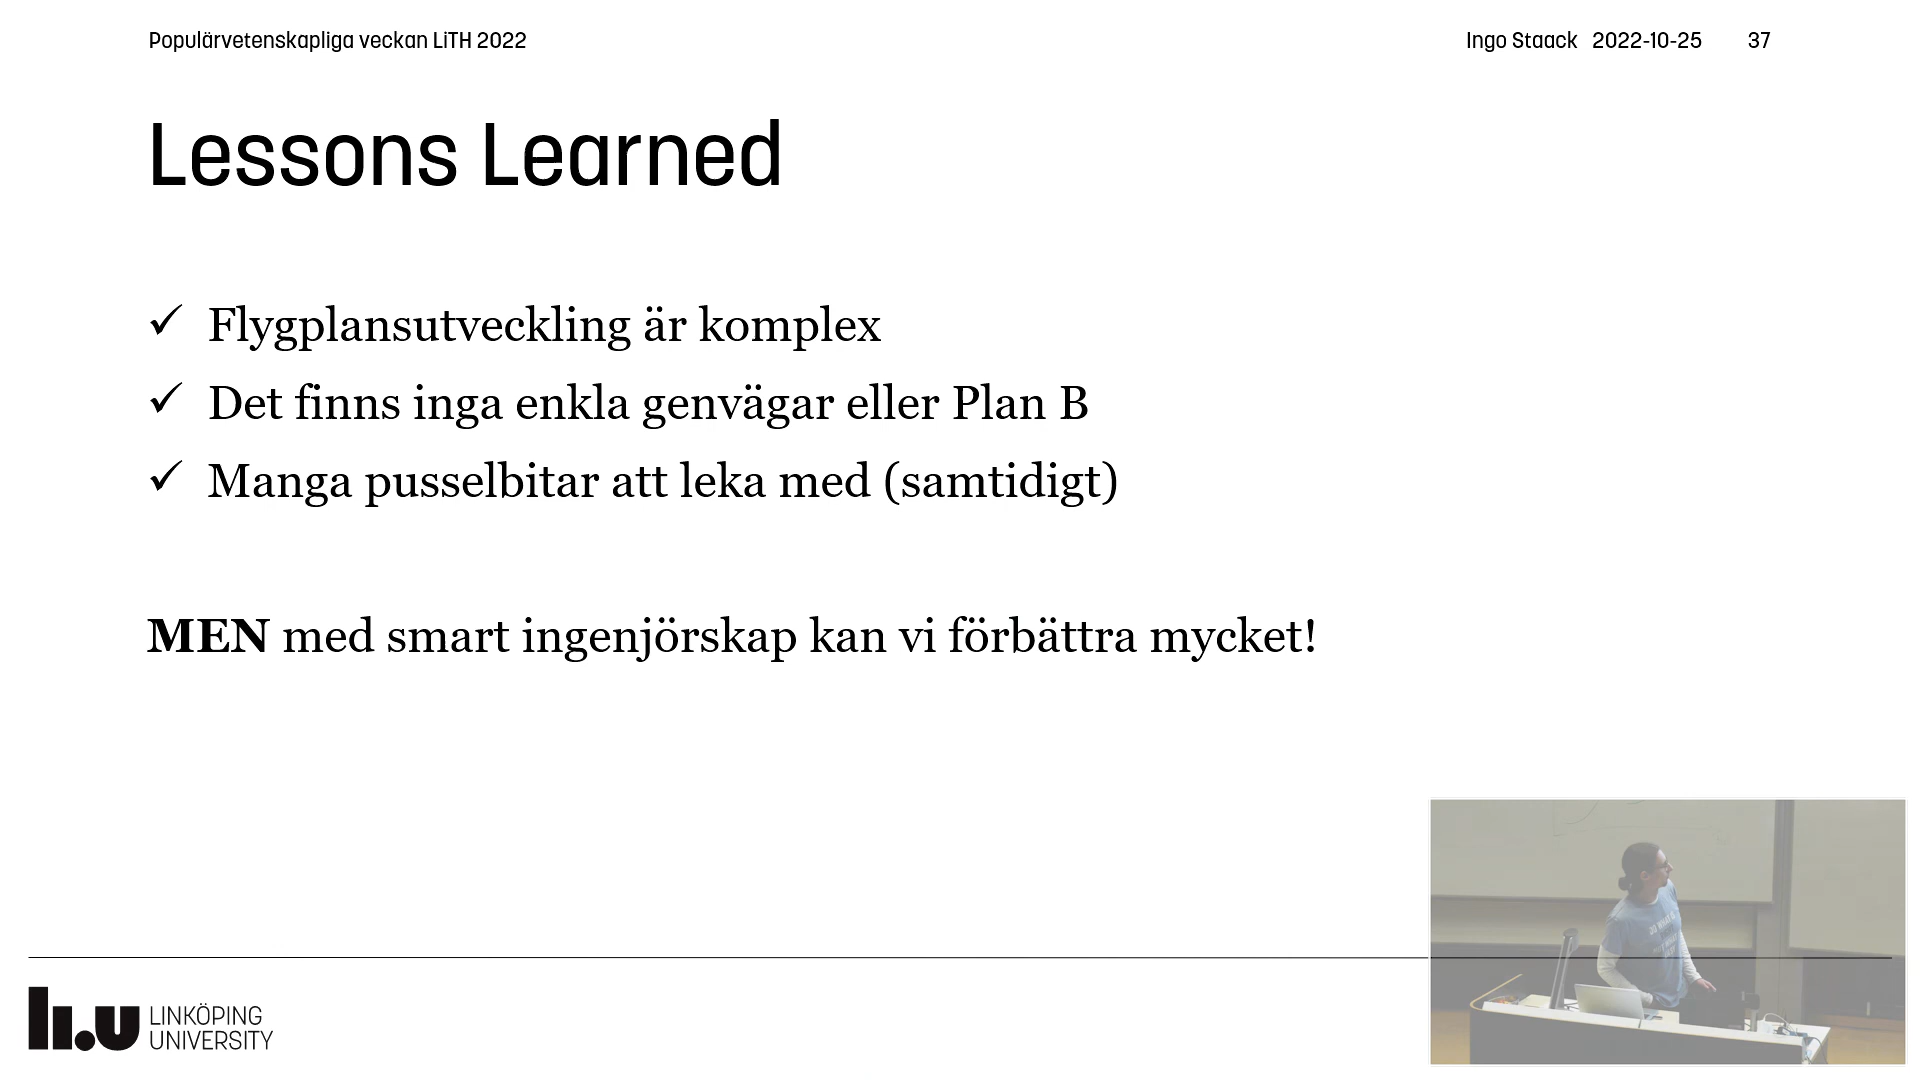 Populärvetenskapliga veckan LiTH 2022
Ingo Staack 2022-10-25 37
Lessons Learned
✓ Flygplansutveckling är komplex
✓ Det finns inga enkla genvägar eller Plan B
✓ Manga pusselbitar att leka med (samtidigt)
MEN med smart ingenjörskap kan vi förbättra mycket!
li.u LINKÖPING
UNIVERSITY